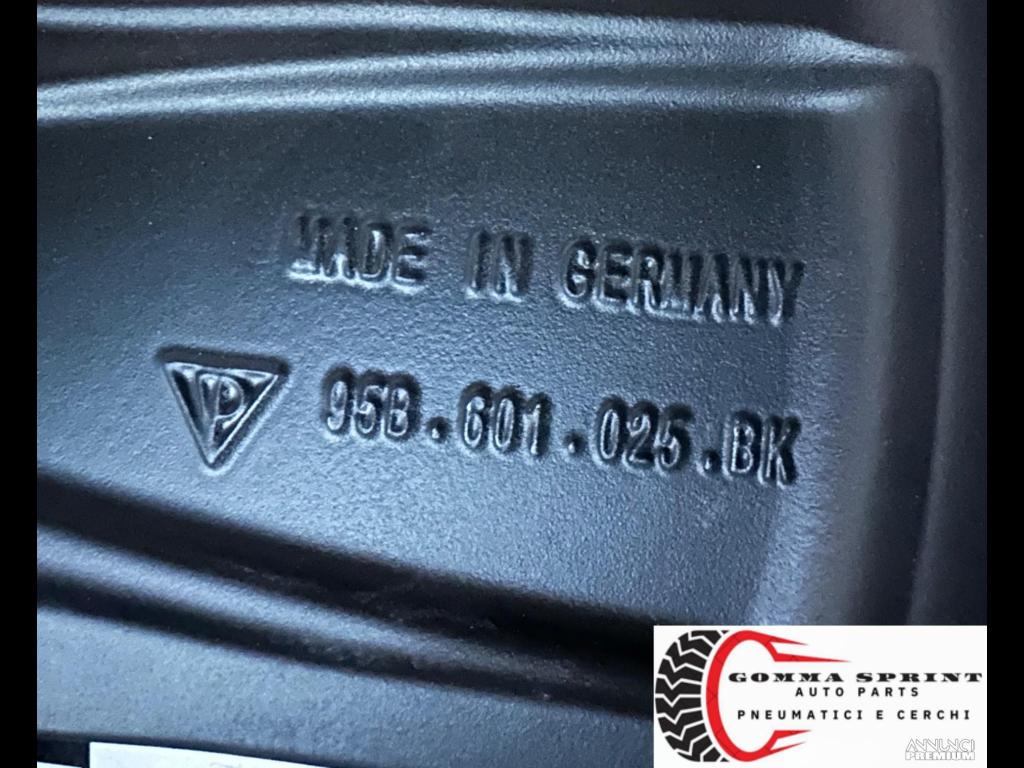 MADE IN GERMANY
P 95B.601.025.BK
GOMMA SPRINT
AUTO PARTS
PNEUMATICI E CERCHI
ANNUNCI
PREMIUM